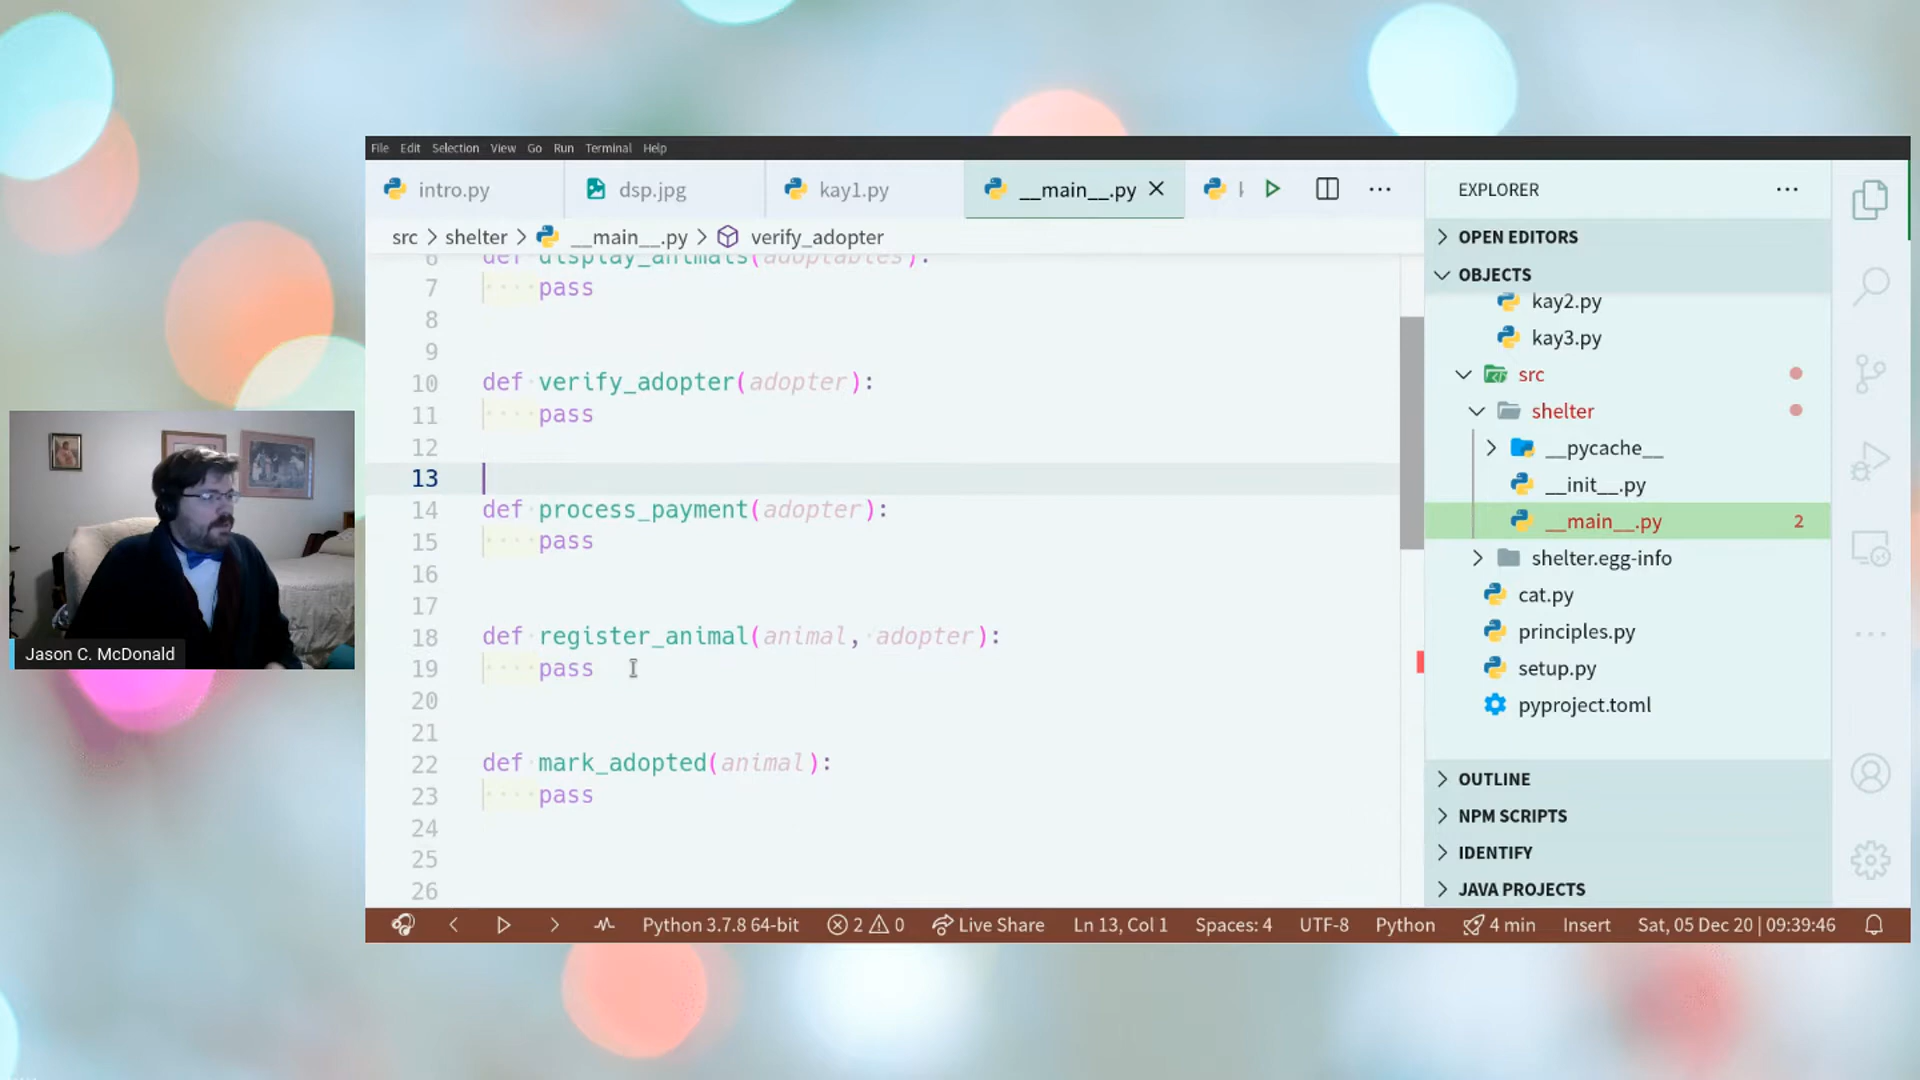 File Edit Selection View Go Run Terminal Help
intro.py dsp.jpg kay1.py __main__.py
src > shelter > __main__.py > verify_adopter
6 def display_animals(adoptables):
7 pass
8
9
10 def verify_adopter(adopter):
11 pass
12
13
14 def process_payment(adopter):
15 pass
16
17
18 def register_animal(animal, adopter):
19 pass
20
21
22 def mark_adopted(animal):
23 pass
24
25
26
EXPLORER
OPEN EDITORS
OBJECTS
kay2.py
kay3.py
src
shelter
__pycache__
__init__.py
__main__.py 2
shelter.egg-info
cat.py
principles.py
setup.py
pyproject.toml
OUTLINE
NPM SCRIPTS
IDENTIFY
JAVA PROJECTS
Python 3.7.8 64-bit 2 0 Live Share Ln 13, Col 1 Spaces: 4 UTF-8 Python 4 min Insert Sat, 05 Dec 20 | 09:39:46
Jason C. McDonald